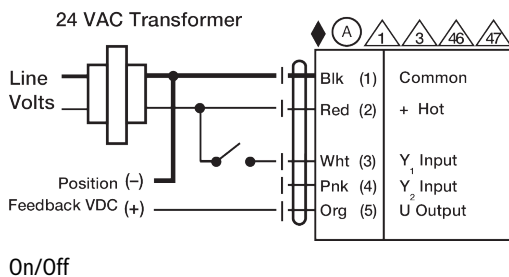 24 VAC Transformer
A 1 3 46 47
Line
Volts
Blk (1) Common
Red (2) + Hot
Wht (3) Y1 Input
Pnk (4) Y2 Input
Org (5) U Output
Position (–)
Feedback VDC (+)
On/Off